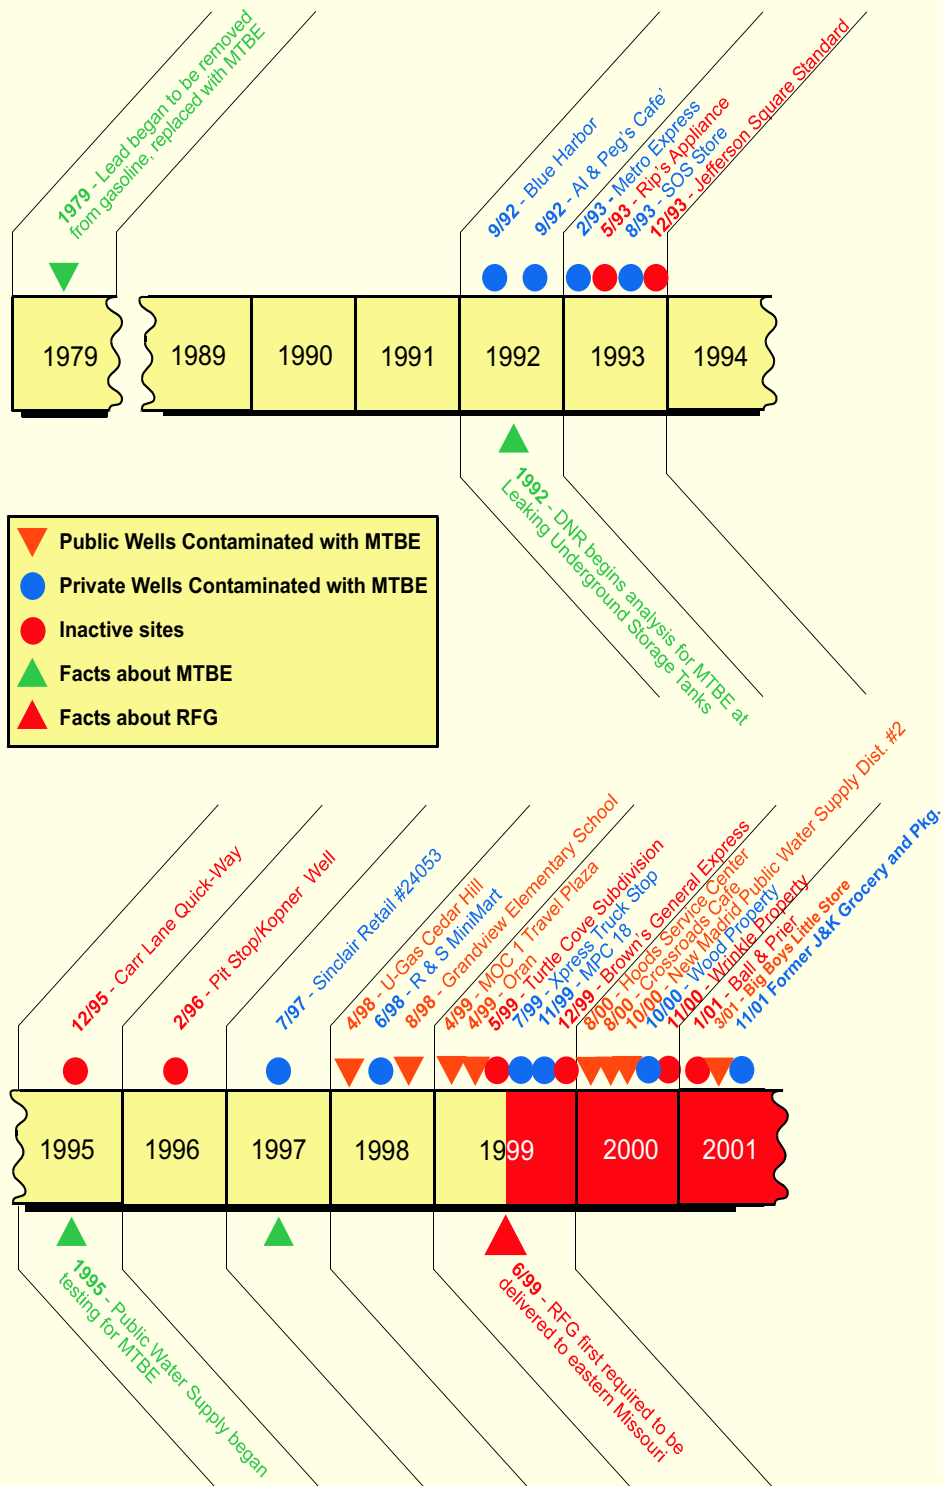 1979 - Lead began to be removed
from gasoline, replaced with MTBE
9/92 - Blue Harbor
9/92 - Al & Peg's Cafe'
2/93 - Metro Express
5/93 - Rip's Appliance
8/93 - SOS Store
12/93 - Jefferson Square Standard
1979
1989
1990
1991
1992
1993
1994
1992 - DNR begins analysis for MTBE at
Leaking Underground Storage Tanks
Public Wells Contaminated with MTBE
Private Wells Contaminated with MTBE
Inactive sites
Facts about MTBE
Facts about RFG
12/95 - Carr Lane Quick-Way
2/96 - Pit Stop/Kopner Well
7/97 - Sinclair Retail #24053
4/98 - U-Gas Cedar Hill
6/98 - R & S MiniMart
8/98 - Grandview Elementary School
4/99 - MOC 1 Travel Plaza
4/99 - Oran
5/99 - Turtle Cove Subdivision
7/99 - Xpress Truck Stop
11/99 - MPC 18
12/99 - Brown's General Express
8/00 - Hoods Service Center
8/00 - Crossroads Cafe
10/00 - New Madrid Public Water Supply Dist. #2
10/00 - Wood Property
11/00 - Wrinkle Property
1/01 - Ball & Prier
3/01 - Big Boys Little Store
11/01 Former J&K Grocery and Pkg.
1995
1996
1997
1998
1999
2000
2001
1995 - Public Water Supply began
testing for MTBE
6/99 - RFG first required to be
delivered to eastern Missouri